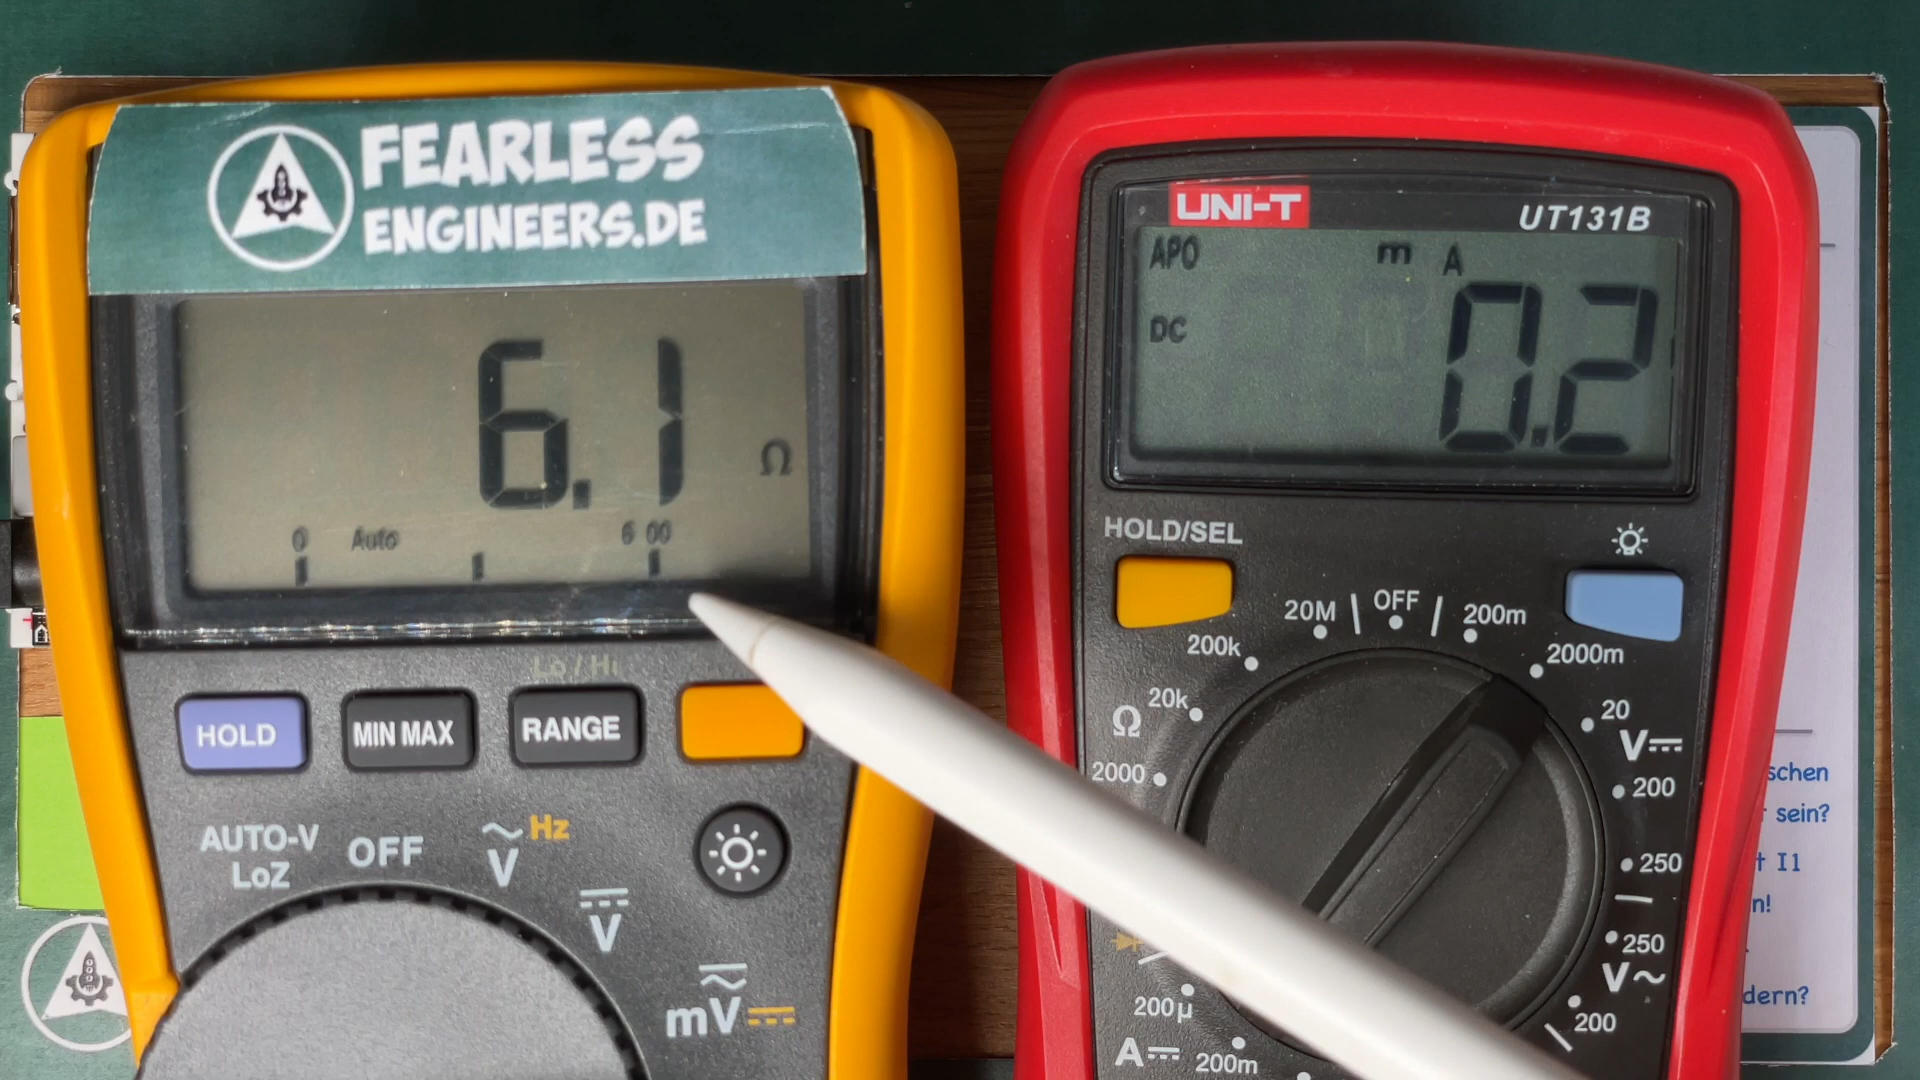 FEARLESS
ENGINEERS.DE
6.1
Ω
0 Auto 6 00
Lo / Hi
HOLD
MIN MAX
RANGE
AUTO-V
LoZ
OFF
V
Hz
V
mV
UNI-T
UT131B
APO
m A
DC
0.2
HOLD/SEL
20M
OFF
200m
200k
2000m
20k
20
Ω
V
2000
200
250
250
V
200µ
200
A
200m
schen
sein?
I1
n!
dern?